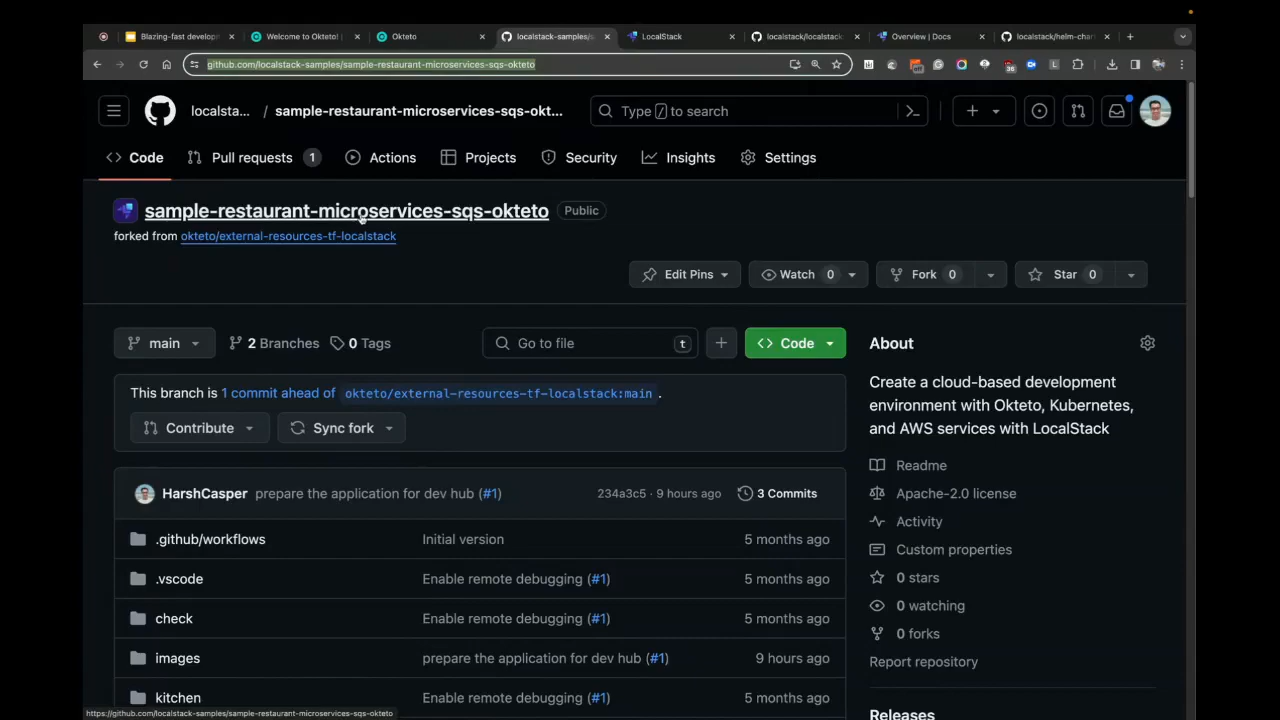 Blazing-fast developm
Welcome to Okteto! |
Okteto
localstack-samples/s
LocalStack
localstack/localstack
Overview | Docs
localstack/helm-char
github.com/localstack-samples/sample-restaurant-microservices-sqs-okteto
localsta... / sample-restaurant-microservices-sqs-okt...
Type / to search
Code
Pull requests 1
Actions
Projects
Security
Insights
Settings
sample-restaurant-microservices-sqs-okteto Public
forked from okteto/external-resources-tf-localstack
Edit Pins
Watch 0
Fork 0
Star 0
main
2 Branches
0 Tags
Go to file t
Code
This branch is 1 commit ahead of okteto/external-resources-tf-localstack:main .
Contribute
Sync fork
HarshCasper prepare the application for dev hub (#1) 234a3c5 · 9 hours ago 3 Commits
.github/workflows Initial version 5 months ago
.vscode Enable remote debugging (#1) 5 months ago
check Enable remote debugging (#1) 5 months ago
images prepare the application for dev hub (#1) 9 hours ago
kitchen Enable remote debugging (#1) 5 months ago
About
Create a cloud-based development
environment with Okteto, Kubernetes,
and AWS services with LocalStack
Readme
Apache-2.0 license
Activity
Custom properties
0 stars
0 watching
0 forks
Report repository
Releases
https://github.com/localstack-samples/sample-restaurant-microservices-sqs-okteto